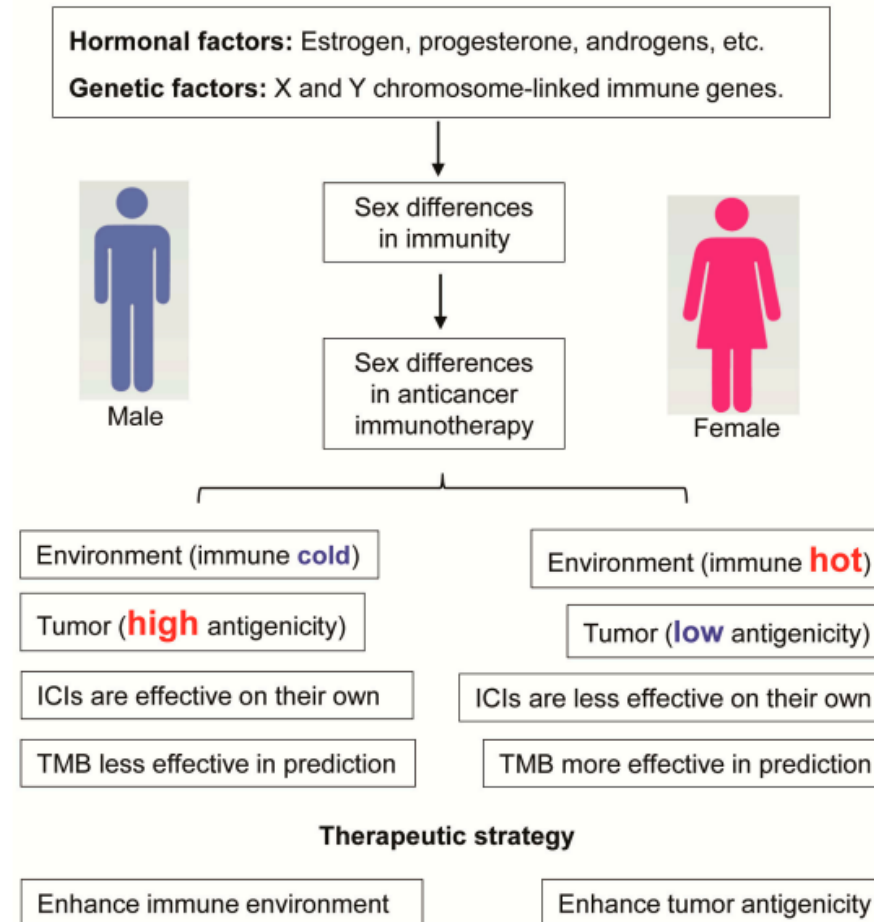 Hormonal factors: Estrogen, progesterone, androgens, etc.
Genetic factors: X and Y chromosome-linked immune genes.
Sex differences
in immunity
Male
Sex differences
in anticancer
immunotherapy
Female
Environment (immune cold)
Environment (immune hot)
Tumor (high antigenicity)
Tumor (low antigenicity)
ICIs are effective on their own
ICIs are less effective on their own
TMB less effective in prediction
TMB more effective in prediction
Therapeutic strategy
Enhance immune environment
Enhance tumor antigenicity